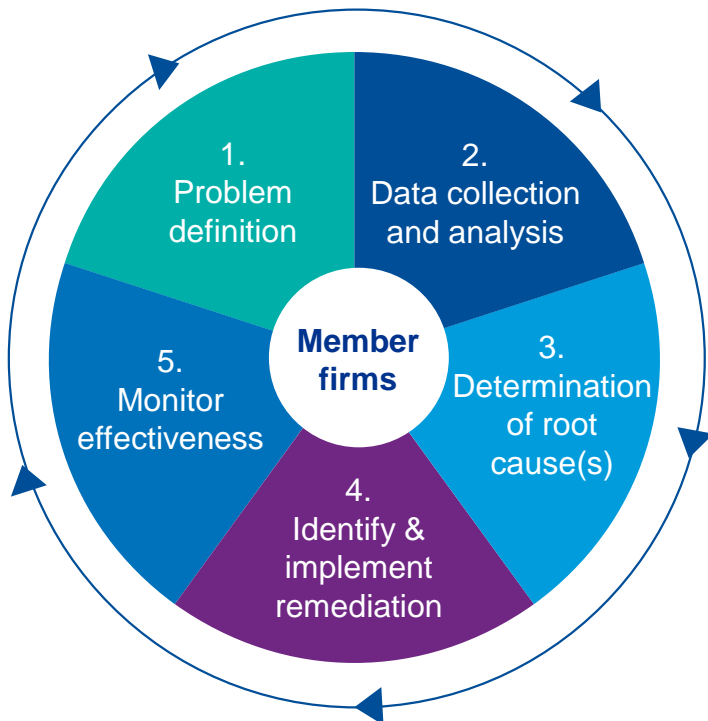 1.
Problem
definition
2.
Data collection
and analysis
3.
Determination
of root
cause(s)
4.
Identify &
implement
remediation
5.
Monitor
effectiveness
Member
firms